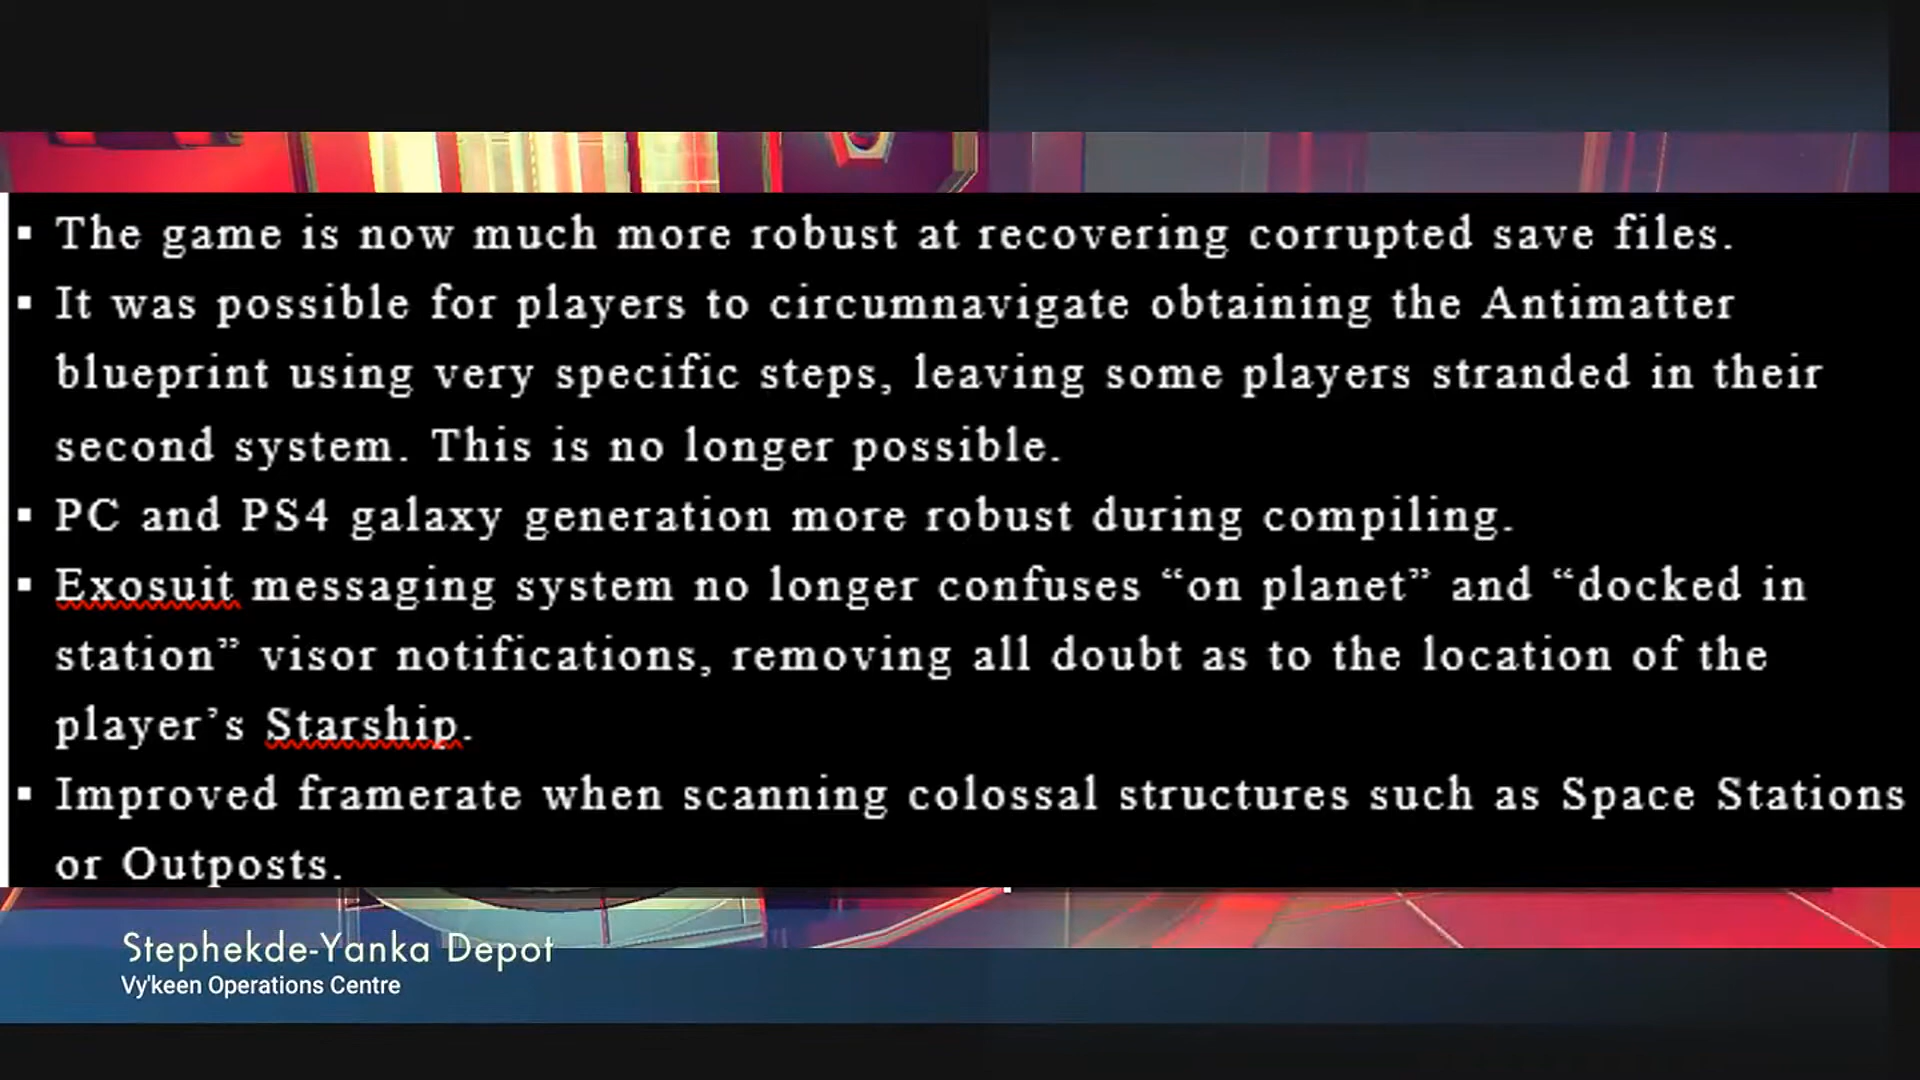 ▪ The game is now much more robust at recovering corrupted save files.
▪ It was possible for players to circumnavigate obtaining the Antimatter
blueprint using very specific steps, leaving some players stranded in their
second system. This is no longer possible.
▪ PC and PS4 galaxy generation more robust during compiling.
▪ Exosuit messaging system no longer confuses “on planet” and “docked in
station” visor notifications, removing all doubt as to the location of the
player’s Starship.
▪ Improved framerate when scanning colossal structures such as Space Stations
or Outposts.
Stephekde-Yanka Depot
Vy'keen Operations Centre